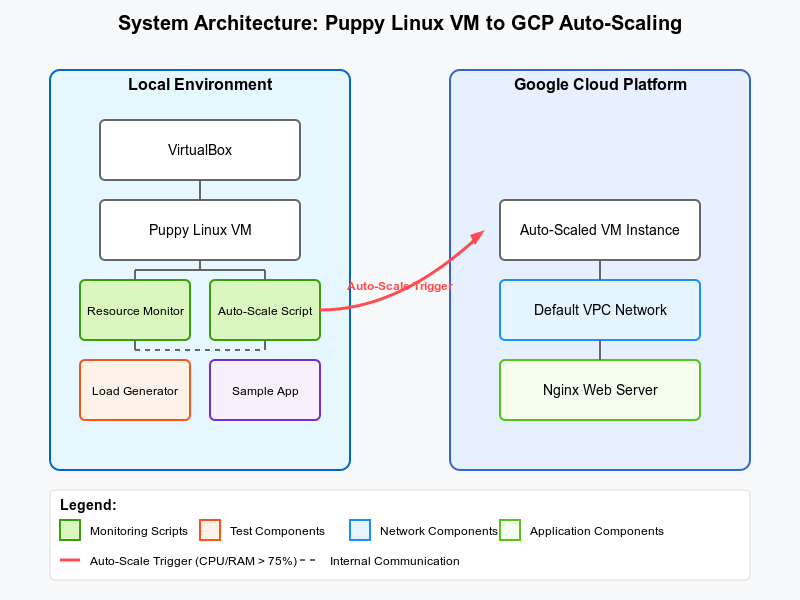 System Architecture: Puppy Linux VM to GCP Auto-Scaling
Local Environment
VirtualBox
Puppy Linux VM
Resource Monitor
Auto-Scale Script
Load Generator
Sample App
Auto-Scale Trigger
Google Cloud Platform
Auto-Scaled VM Instance
Default VPC Network
Nginx Web Server
Legend:
Monitoring Scripts
Test Components
Network Components
Application Components
Auto-Scale Trigger (CPU/RAM > 75%)
Internal Communication